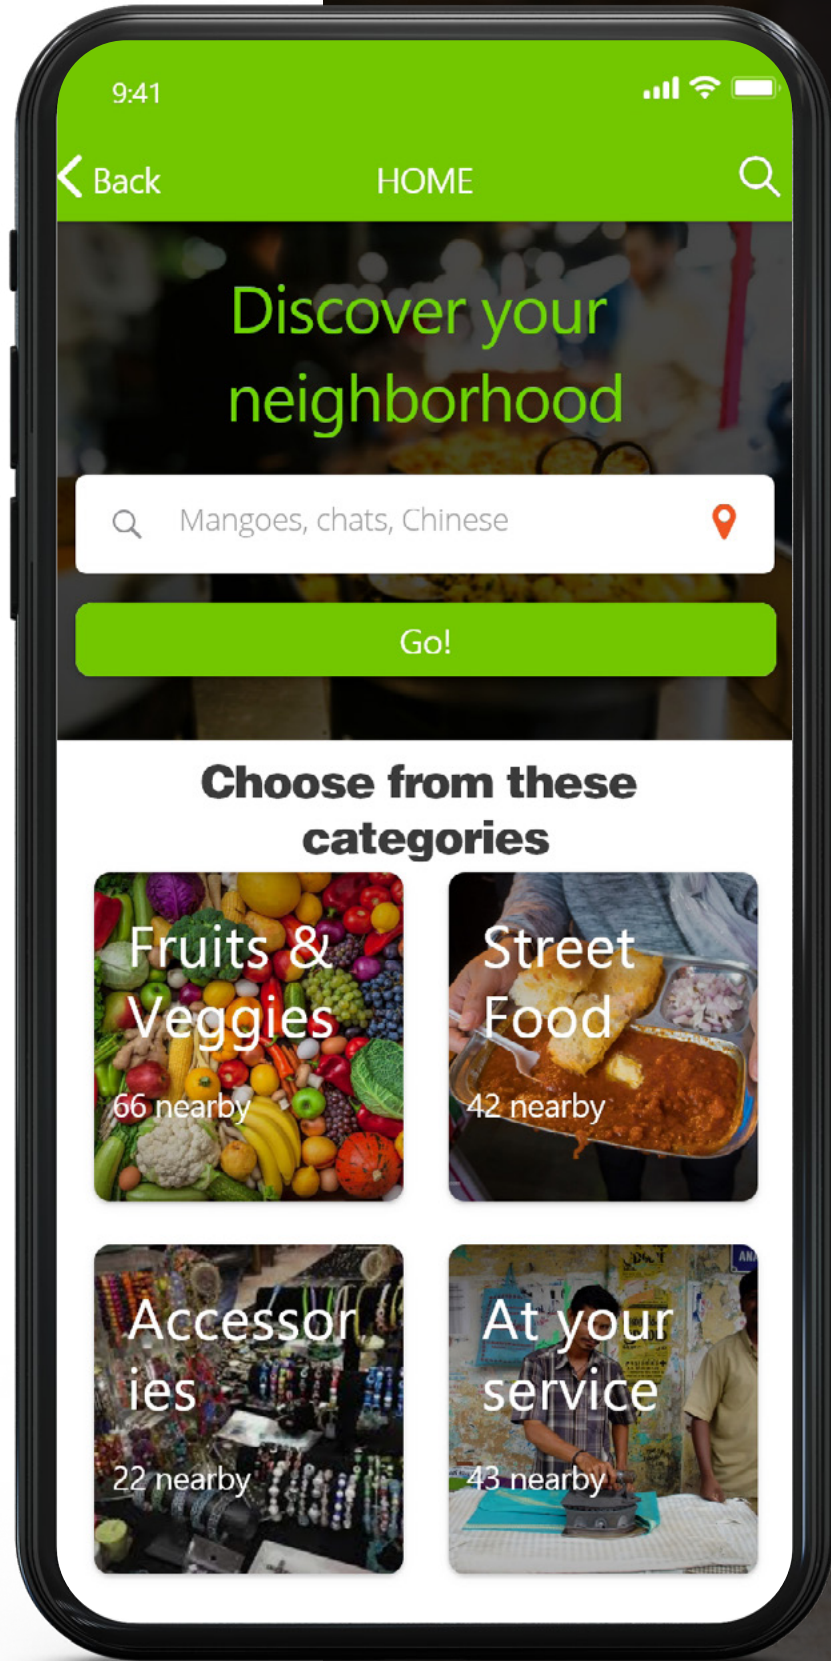 9:41
Back
HOME
Discover your
neighborhood
Mangoes, chats, Chinese
Go!
Choose from these
categories
Fruits &
Veggies
66 nearby
Street
Food
42 nearby
Accessor
ies
22 nearby
At your
service
43 nearby